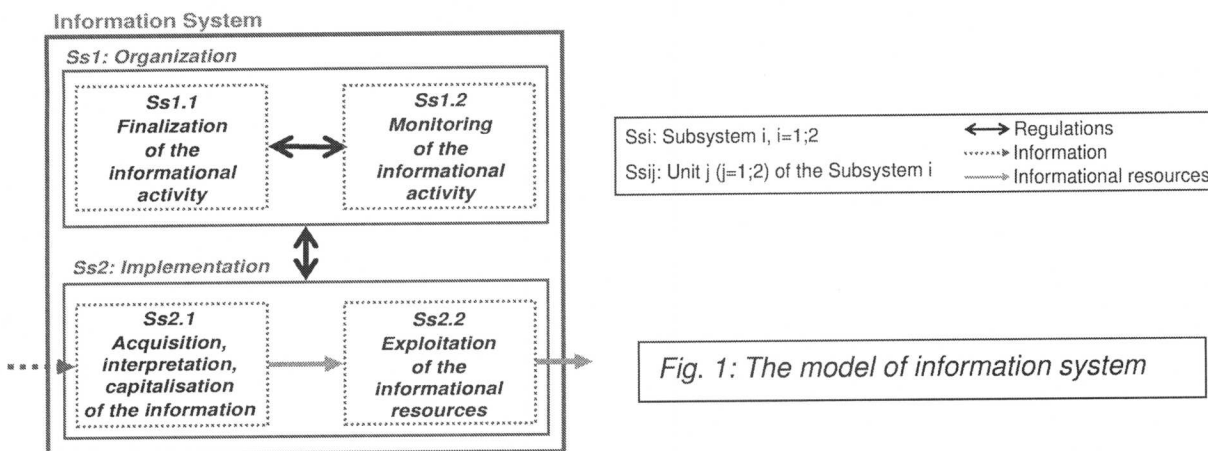 Information System
Ss1: Organization
Ss1.1
Finalization
of the
informational
activity
Ss1.2
Monitoring
of the
informational
activity
Ss2: Implementation
Ss2.1
Acquisition,
interpretation,
capitalisation
of the information
Ss2.2
Exploitation
of the
informational
resources
Ssi: Subsystem i, i=1;2
Ssij: Unit j (j=1;2) of the Subsystem i
Regulations
Information
Informational resources
Fig. 1: The model of information system